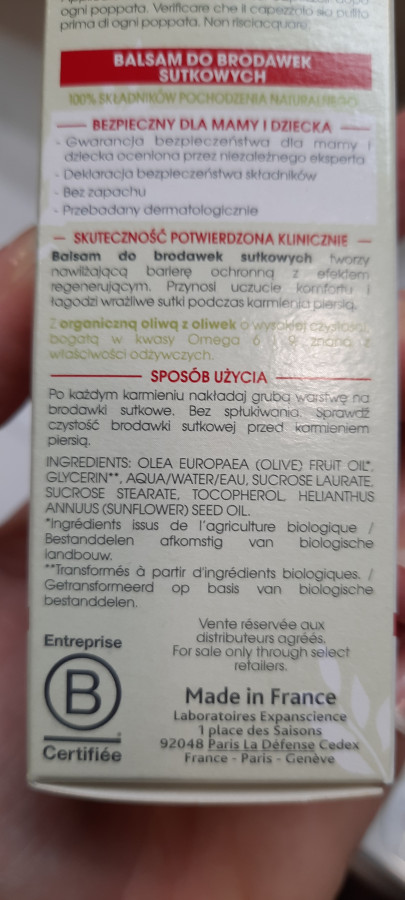 ogni poppata. Verificare che il capezzolo sia pulito
prima di ogni poppata. Non risciacquare.
BALSAM DO BRODAWEK
SUTKOWYCH
100% SKŁADNIKÓW POCHODZENIA NATURALNEGO
BEZPIECZNY DLA MAMY I DZIECKA
- Gwarancja bezpieczeństwa dla mamy i
dziecka oceniona przez niezależnego eksperta
- Deklaracja bezpieczeństwa składników
- Bez zapachu
- Przebadany dermatologicznie
SKUTECZNOŚĆ POTWIERDZONA KLINICZNIE
Balsam do brodawek sutkowych tworzy
nawilżającą barierę ochronną z efektem
regenerującym. Przynosi uczucie komfortu i
łagodzi wrażliwe sutki podczas karmienia piersią.
Z organiczną oliwą z oliwek o wysokiej czystości,
bogatą w kwasy Omega 6 i 9 znaną z
właściwości odżywczych.
SPOSÓB UŻYCIA
Po każdym karmieniu nakładaj grubą warstwę na
brodawki sutkowe. Bez spłukiwania. Sprawdź
czystość brodawki sutkowej przed karmieniem
piersią.
INGREDIENTS: OLEA EUROPAEA (OLIVE) FRUIT OIL*,
GLYCERIN**, AQUA/WATER/EAU, SUCROSE LAURATE,
SUCROSE STEARATE, TOCOPHEROL, HELIANTHUS
ANNUUS (SUNFLOWER) SEED OIL.
*Ingrédients issus de l'agriculture biologique /
Bestanddelen afkomstig van biologische
landbouw.
**Transformés à partir d'ingrédients biologiques. /
Getransformeerd op basis van biologische
bestanddelen.
Vente réservée aux
distributeurs agréés.
For sale only through select
retailers.
Entreprise
B
Certifiée
Made in France
Laboratoires Expanscience
1 place des Saisons
92048 Paris La Défense Cedex
France - Paris - Genève